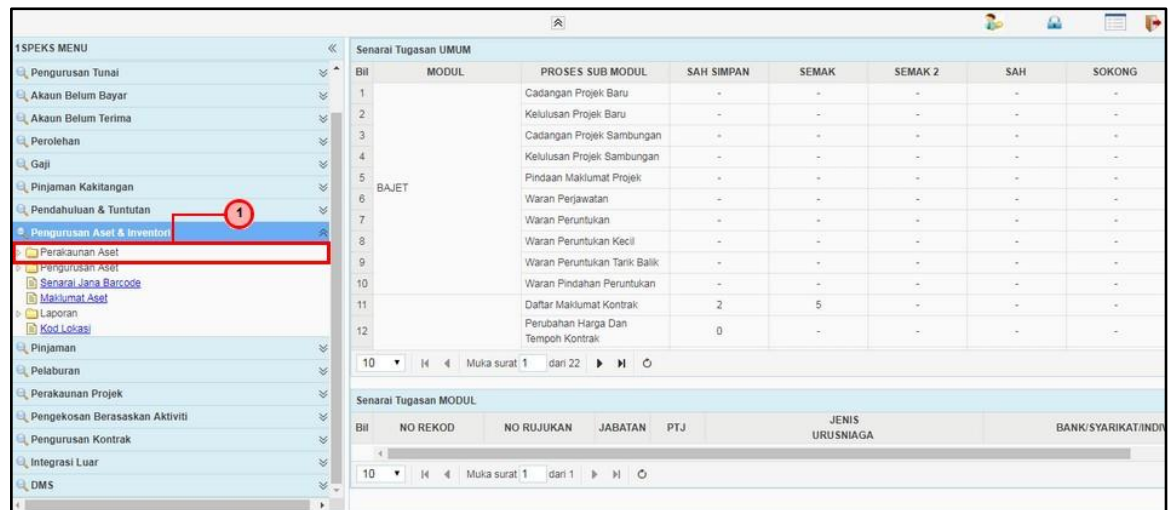 1SPEKS MENU
Pengurusan Tunai
Akaun Belum Bayar
Akaun Belum Terima
Perolehan
Gaji
Pinjaman Kakitangan
Pendahuluan & Tuntutan
1
Pengurusan Aset & Inventori
Perakaunan Aset
Pengurusan Aset
Senarai Jana Barcode
Maklumat Aset
Laporan
Kod Lokasi
Pinjaman
Pelaburan
Perakaunan Projek
Pengekosan Berasaskan Aktiviti
Pengurusan Kontrak
Integrasi Luar
DMS
Senarai Tugasan UMUM
Bil MODUL PROSES SUB MODUL SAH SIMPAN SEMAK SEMAK 2 SAH SOKONG
1 Cadangan Projek Baru - - - - -
2 Kelulusan Projek Baru - - - - -
3 Cadangan Projek Sambungan - - - - -
4 Kelulusan Projek Sambungan - - - - -
5 Pindaan Maklumat Projek - - - - -
BAJET
6 Waran Perjawatan - - - - -
7 Waran Peruntukan - - - - -
8 Waran Peruntukan Kecil - - - - -
9 Waran Peruntukan Tarik Balik - - - - -
10 Waran Pindahan Peruntukan - - - - -
11 Daftar Maklumat Kontrak 2 5 - - -
12 Perubahan Harga Dan 0 - - - -
Tempoh Kontrak
10 Muka surat 1 dari 22
Senarai Tugasan MODUL
Bil NO REKOD NO RUJUKAN JABATAN PTJ JENIS
URUSNIAGA
BANK/SYARIKAT/INDIV
10 Muka surat 1 dari 1